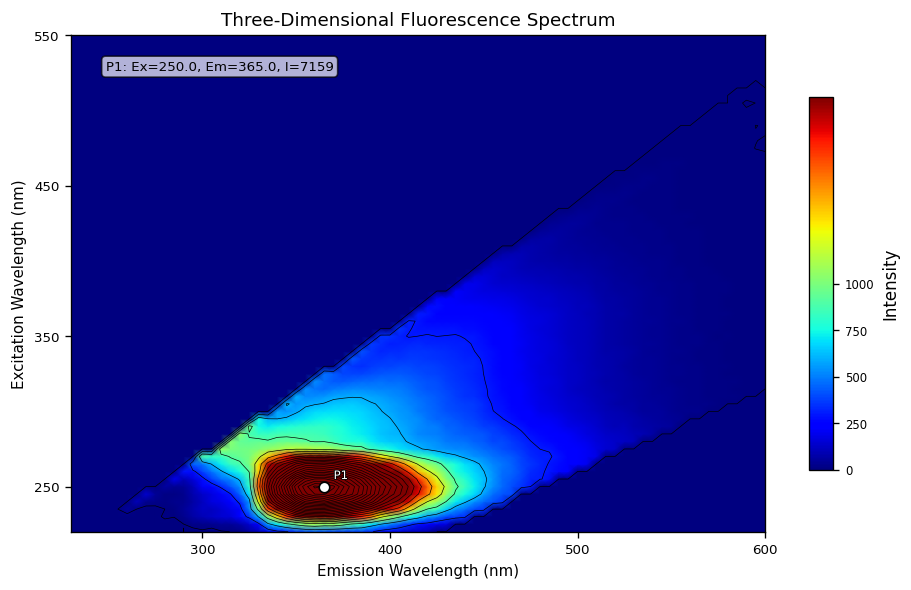 Three-Dimensional Fluorescence Spectrum
P1: Ex=250.0, Em=365.0, I=7159
P1
Excitation Wavelength (nm)
550
450
350
250
300
400
500
600
Emission Wavelength (nm)
1000
750
500
250
0
Intensity